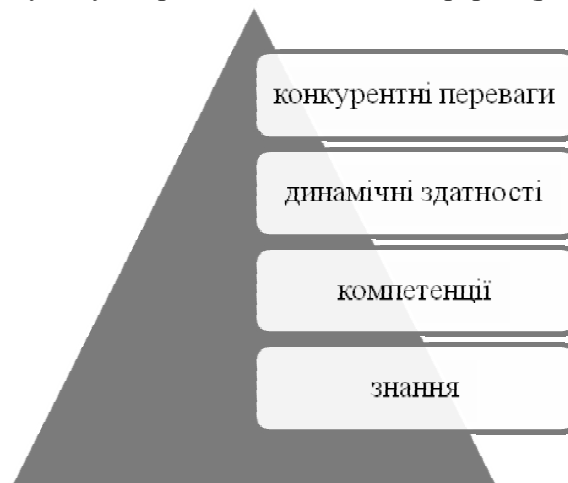 конкурентні переваги
динамічні здатності
компетенції
знання